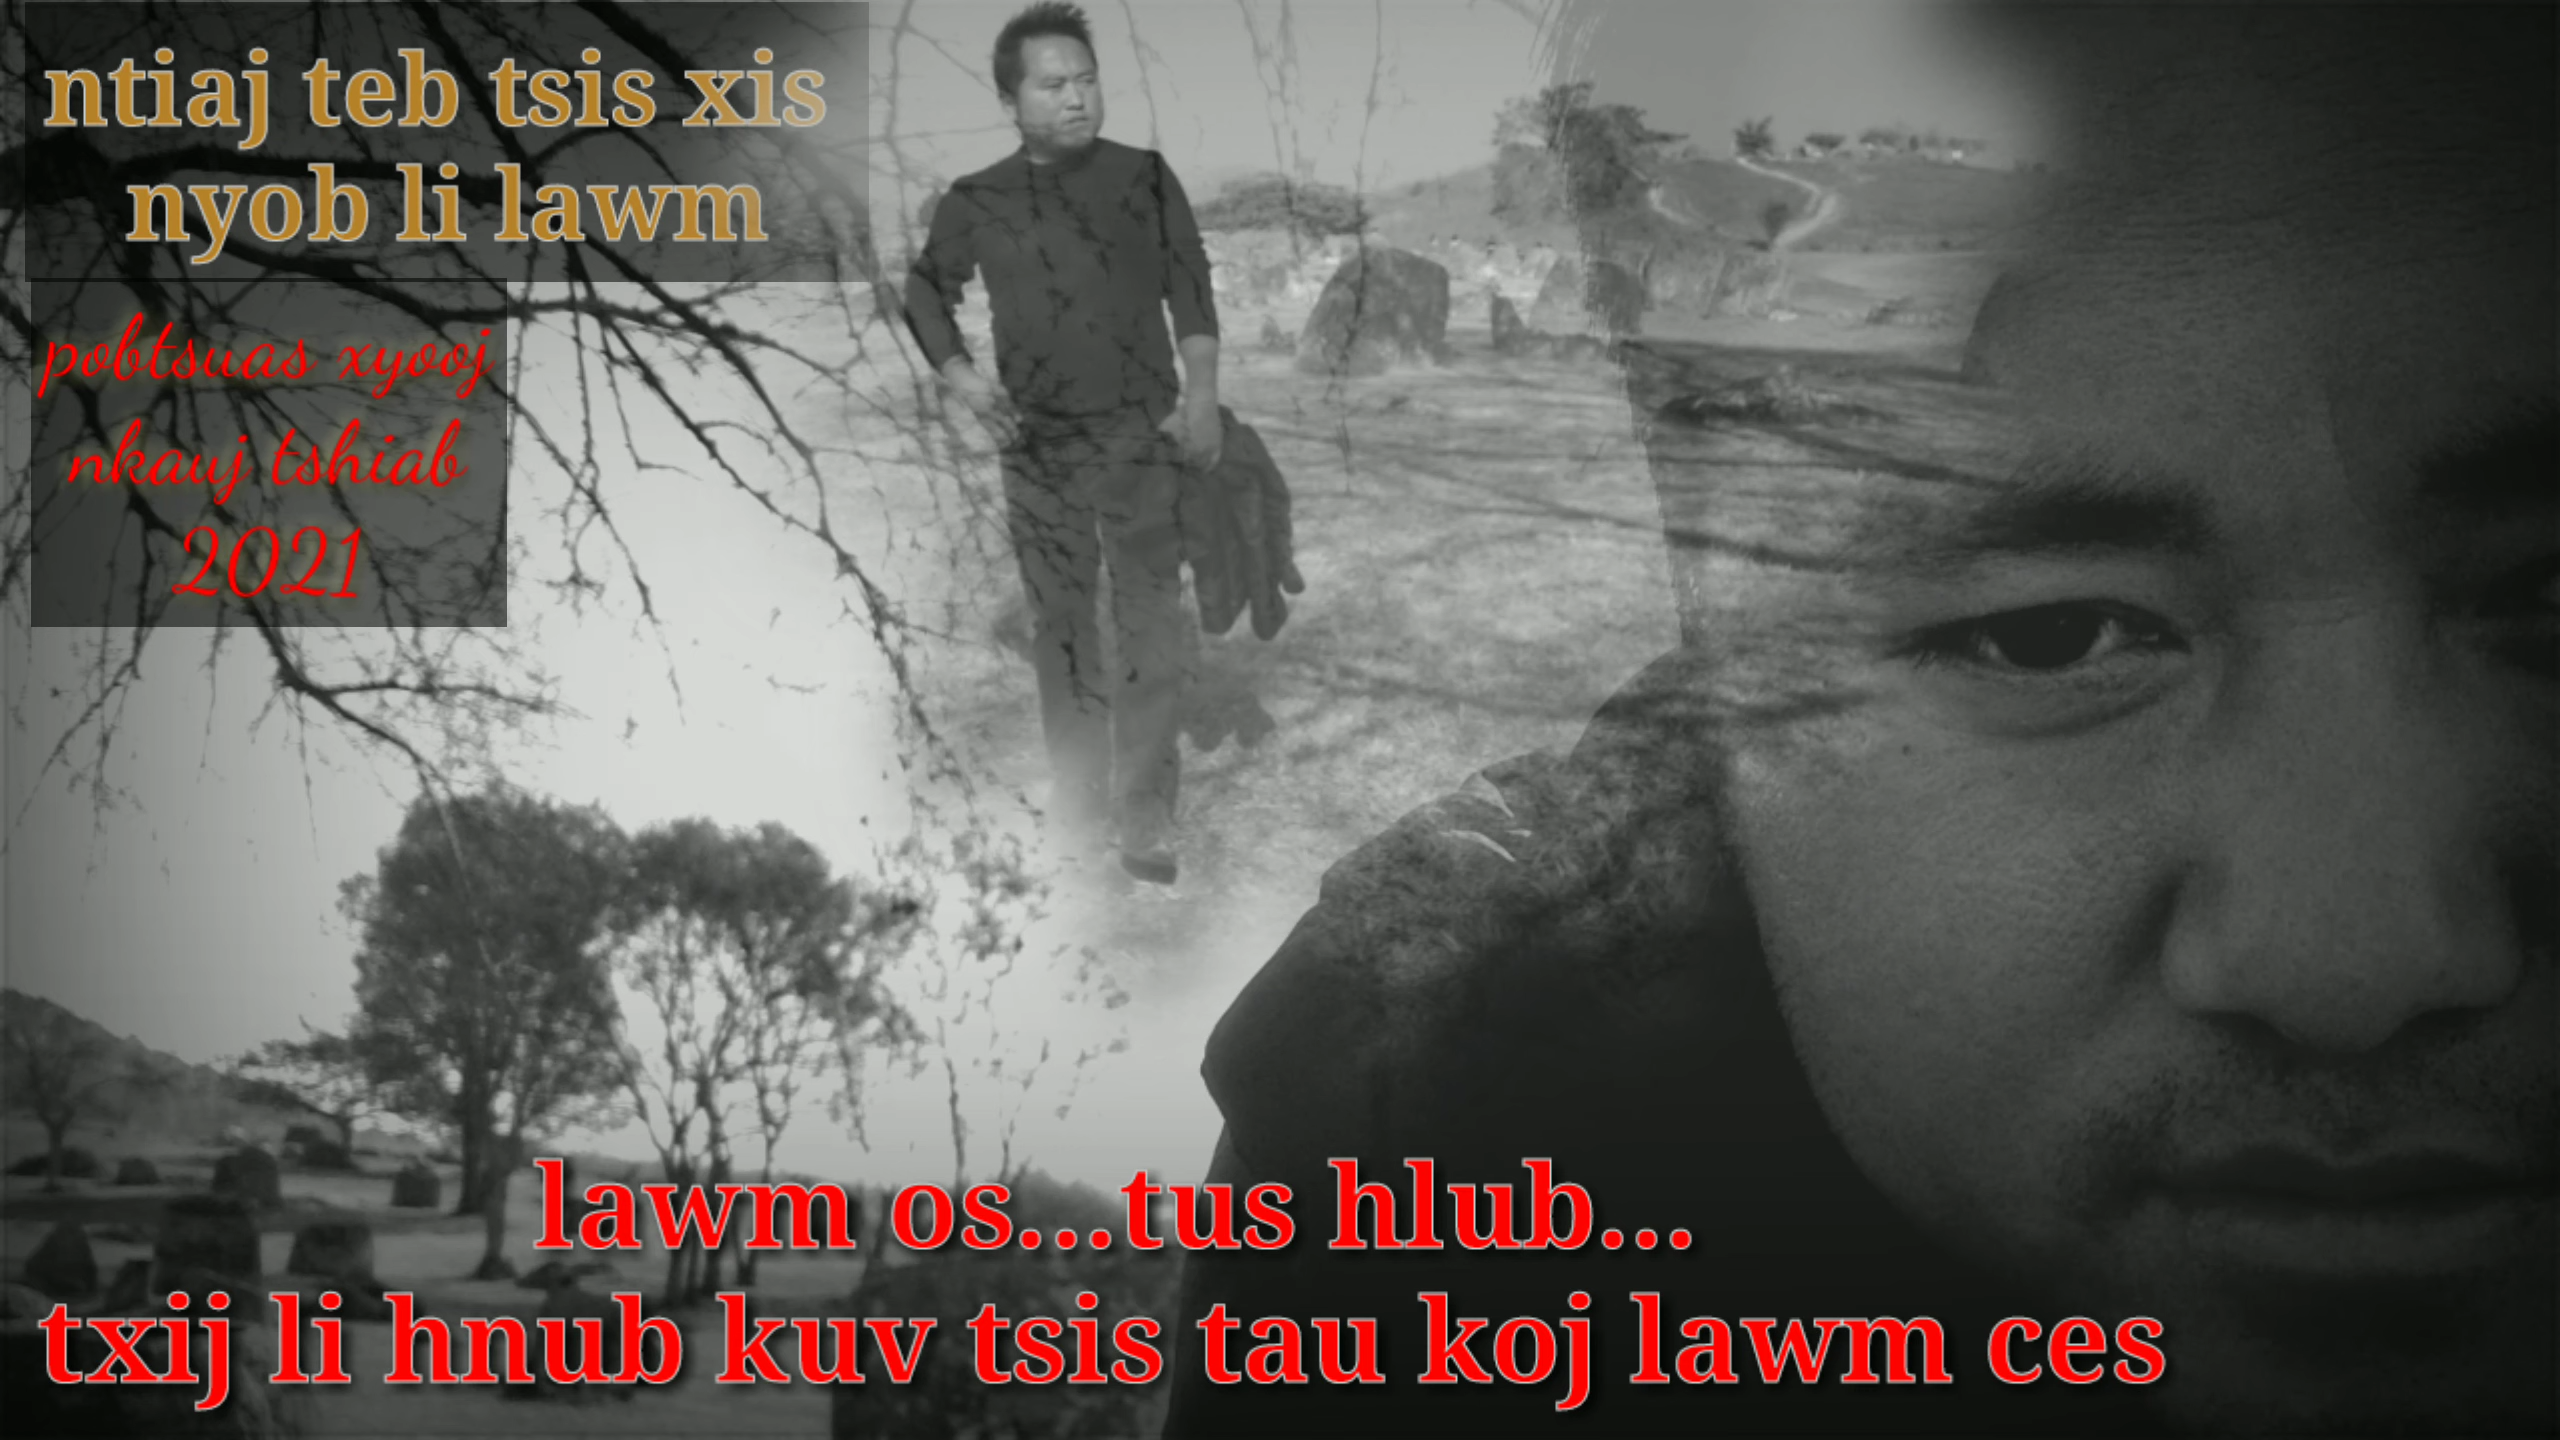 ntiaj teb tsis xis
nyob li lawm
pobtsuas xyooj
nkauj tshiab
2021
lawm os...tus hlub...
txij li hnub kuv tsis tau koj lawm ces